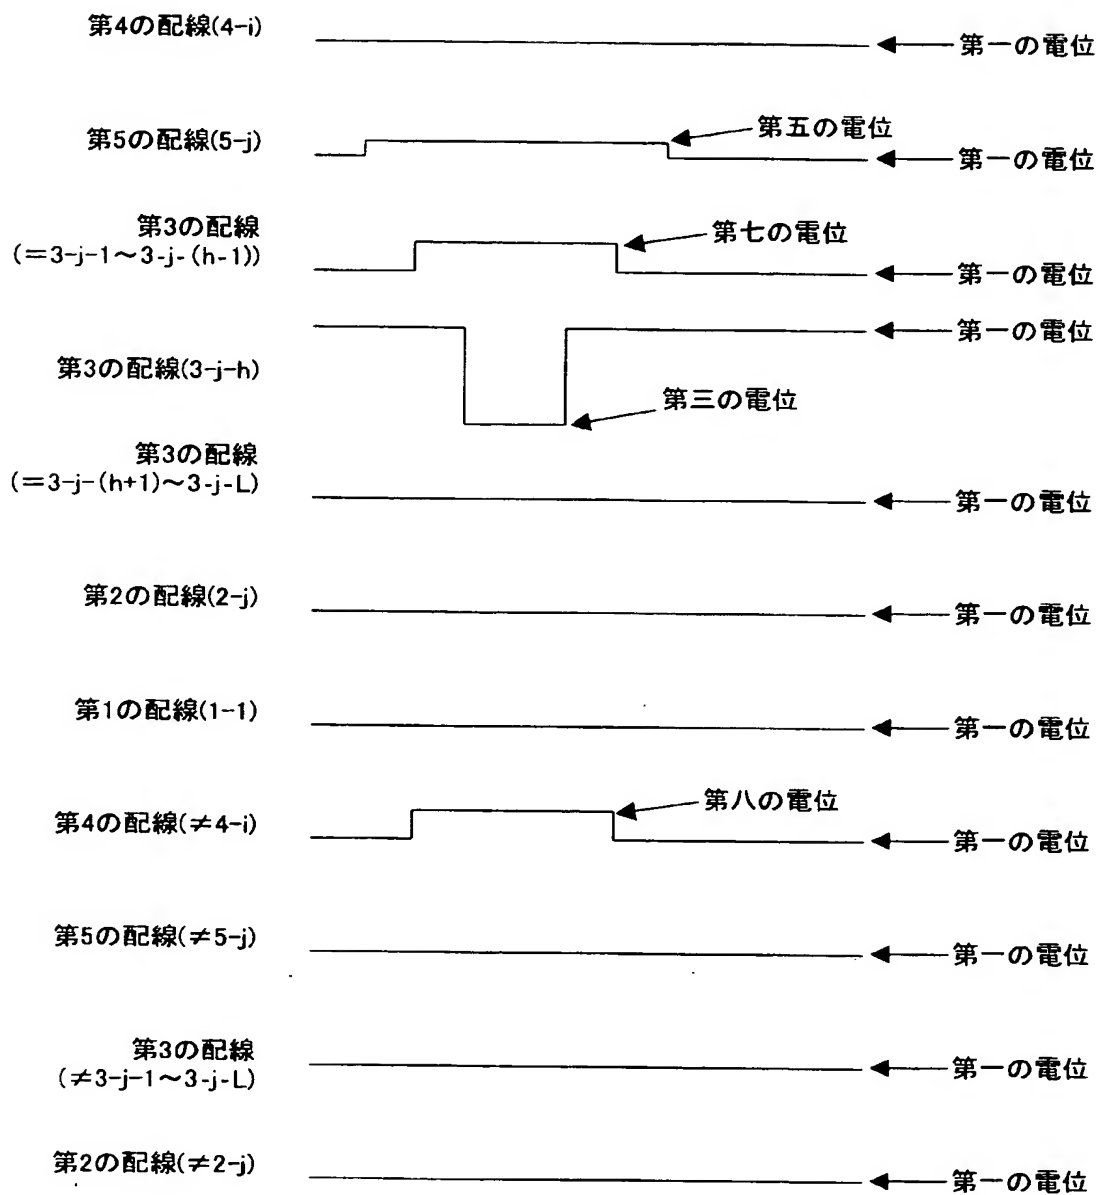 第4の配線(4-i)
第一の電位
第5の配線(5-j)
第五の電位
第一の電位
第3の配線
(=3-j-1～3-j-(h-1))
第七の電位
第一の電位
第一の電位
第3の配線(3-j-h)
第三の電位
第3の配線
(=3-j-(h+1)～3-j-L)
第一の電位
第2の配線(2-j)
第一の電位
第1の配線(1-1)
第一の電位
第八の電位
第4の配線(≠4-i)
第一の電位
第5の配線(≠5-j)
第一の電位
第3の配線
(≠3-j-1～3-j-L)
第一の電位
第2の配線(≠2-j)
第一の電位